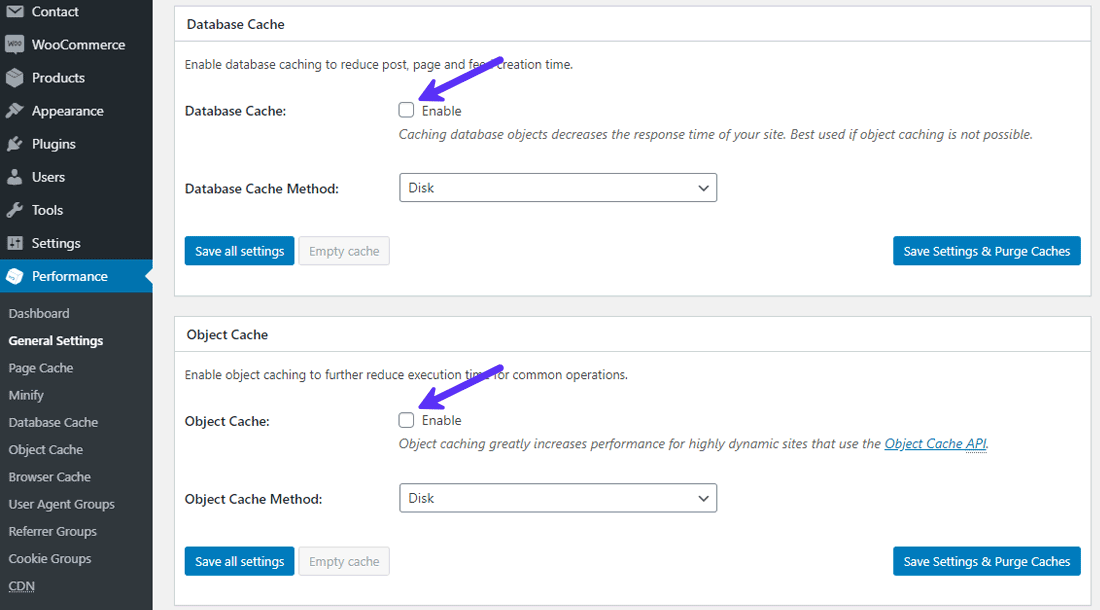 Contact
WooCommerce
Products
Appearance
Plugins
Users
Tools
Settings
Performance
Dashboard
General Settings
Page Cache
Minify
Database Cache
Object Cache
Browser Cache
User Agent Groups
Referrer Groups
Cookie Groups
CDN
Database Cache
Enable database caching to reduce post, page and feed creation time.
Database Cache:
Enable
Caching database objects decreases the response time of your site. Best used if object caching is not possible.
Database Cache Method:
Disk
Save all settings
Empty cache
Save Settings & Purge Caches
Object Cache
Enable object caching to further reduce execution time for common operations.
Object Cache:
Enable
Object caching greatly increases performance for highly dynamic sites that use the Object Cache API.
Object Cache Method:
Disk
Save all settings
Empty cache
Save Settings & Purge Caches